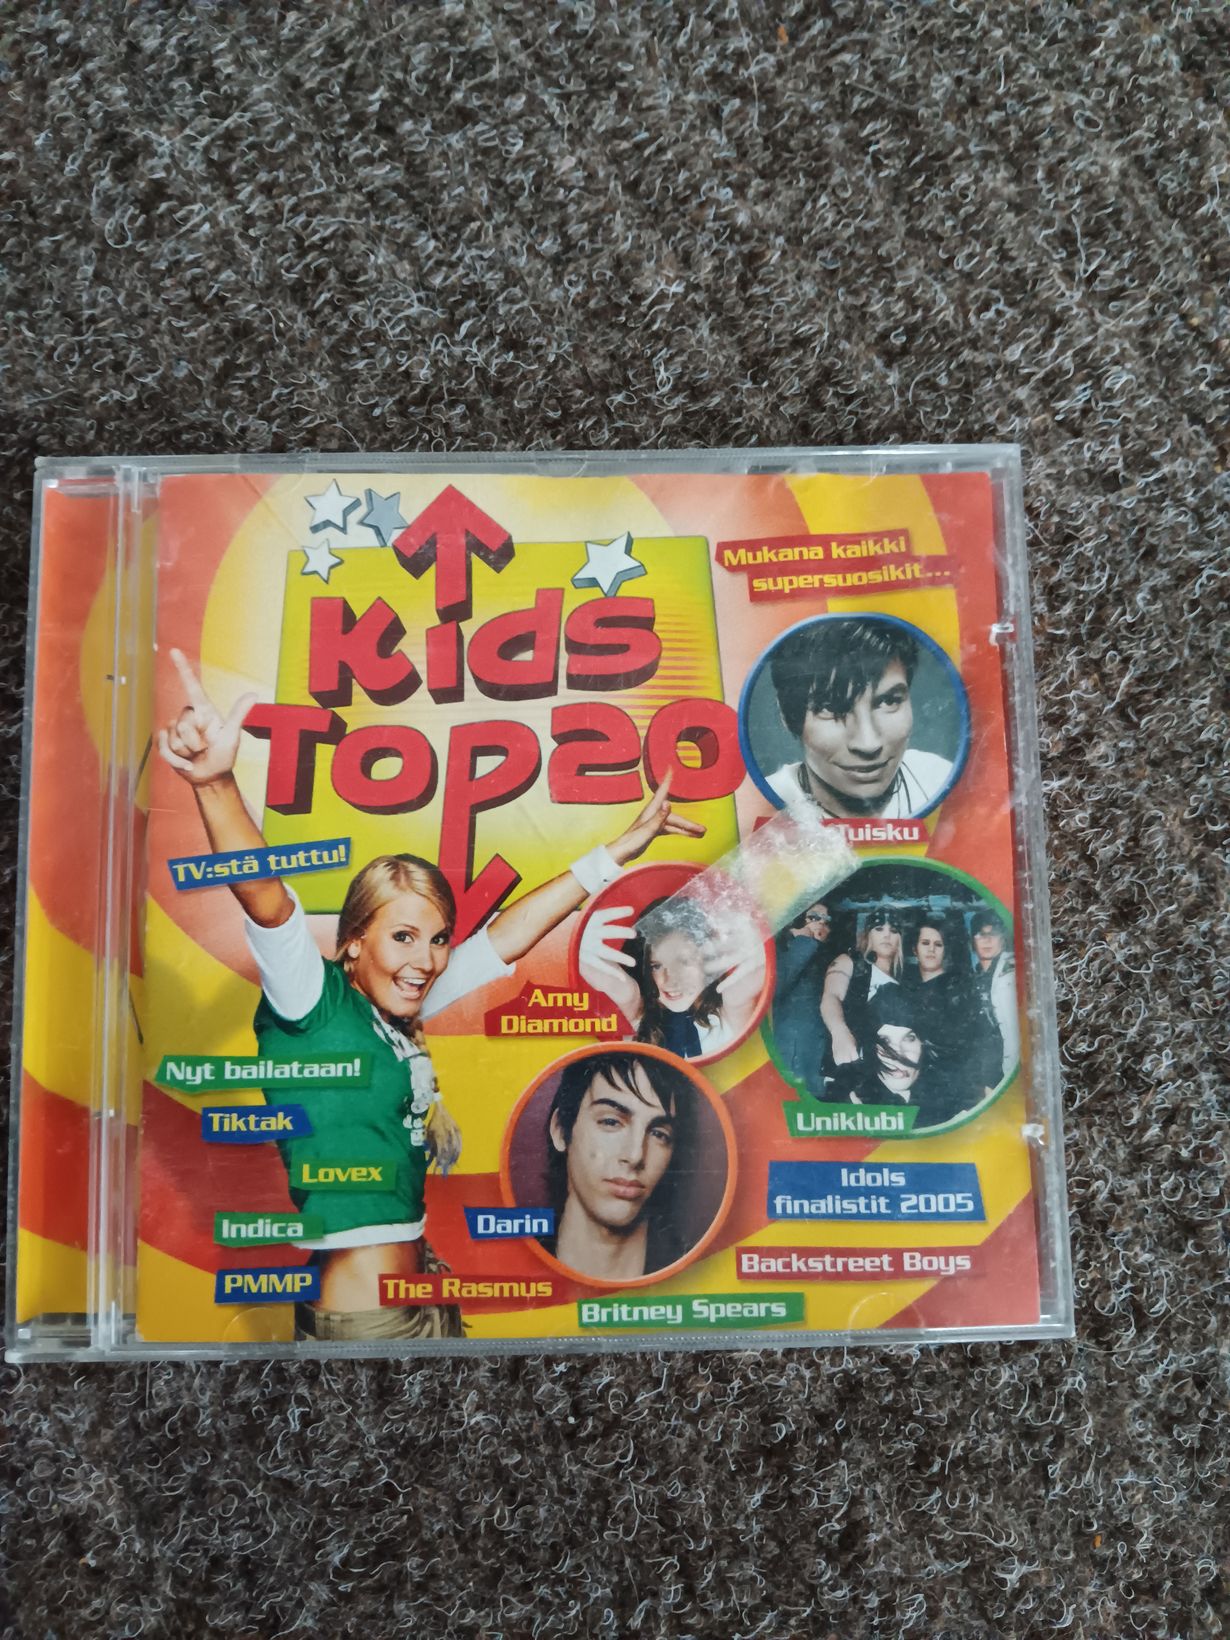 Kids
Top20
Mukana kaikki
supersuosikit...
Tuisku
TV:stä tuttu!
Amy
Diamond
Nyt bailataan!
Tiktak
Lovex
Indica
PMMP
The Rasmus
Darin
Britney Spears
Uniklubi
Idols
finalistit 2005
Backstreet Boys